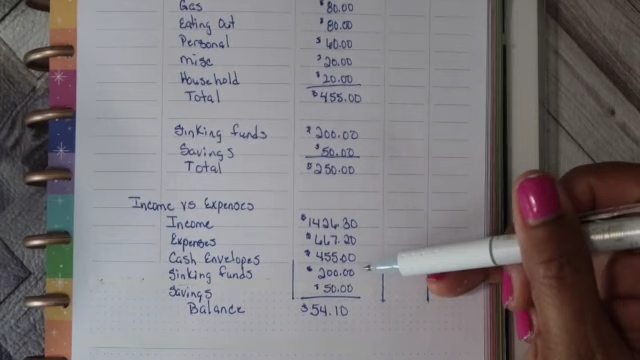 Gas $80.00
Eating Out $80.00
Personal $60.00
misc $20.00
Household $20.00
Total $455.00
Sinking funds $200.00
Savings $50.00
Total $250.00
Income vs Expenses
Income $1426.30
Expenses $667.20
Cash Envelopes $455.00
Sinking funds $200.00
Savings $50.00
Balance $54.10